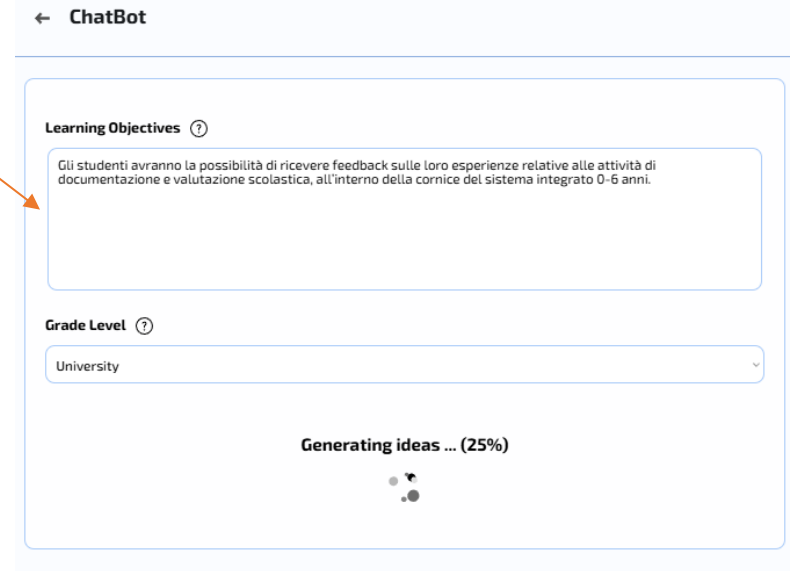 ← ChatBot
Learning Objectives ?
Gli studenti avranno la possibilità di ricevere feedback sulle loro esperienze relative alle attività di
documentazione e valutazione scolastica, all'interno della cornice del sistema integrato 0-6 anni.
Grade Level ?
University
Generating ideas ... (25%)